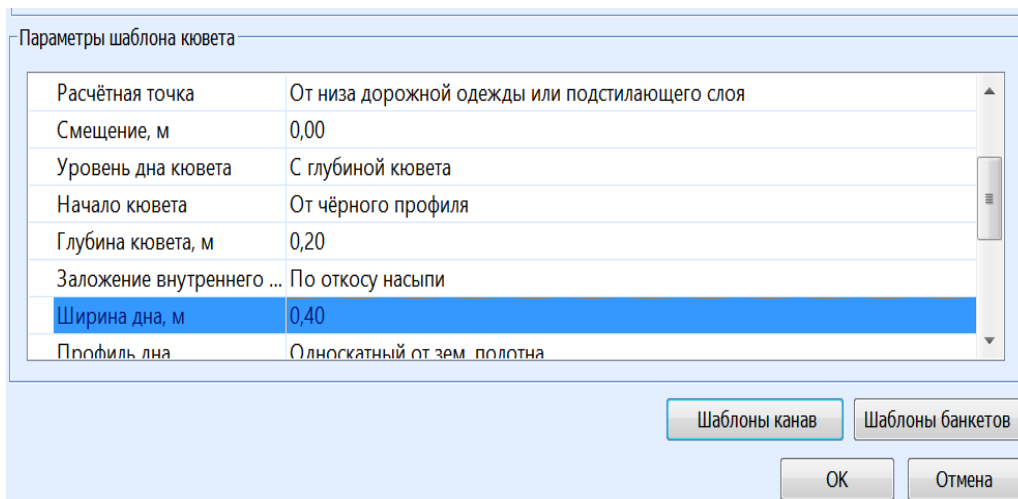 Параметры шаблона кювета
Расчётная точка От низа дорожной одежды или подстилающего слоя
Смещение, м 0,00
Уровень дна кювета С глубиной кювета
Начало кювета От чёрного профиля
Глубина кювета, м 0,20
Заложение внутреннего ... По откосу насыпи
Ширина дна, м 0,40
Профиль дна Односкатный от зем. полотна
Шаблоны канав Шаблоны банкетов
ОК Отмена